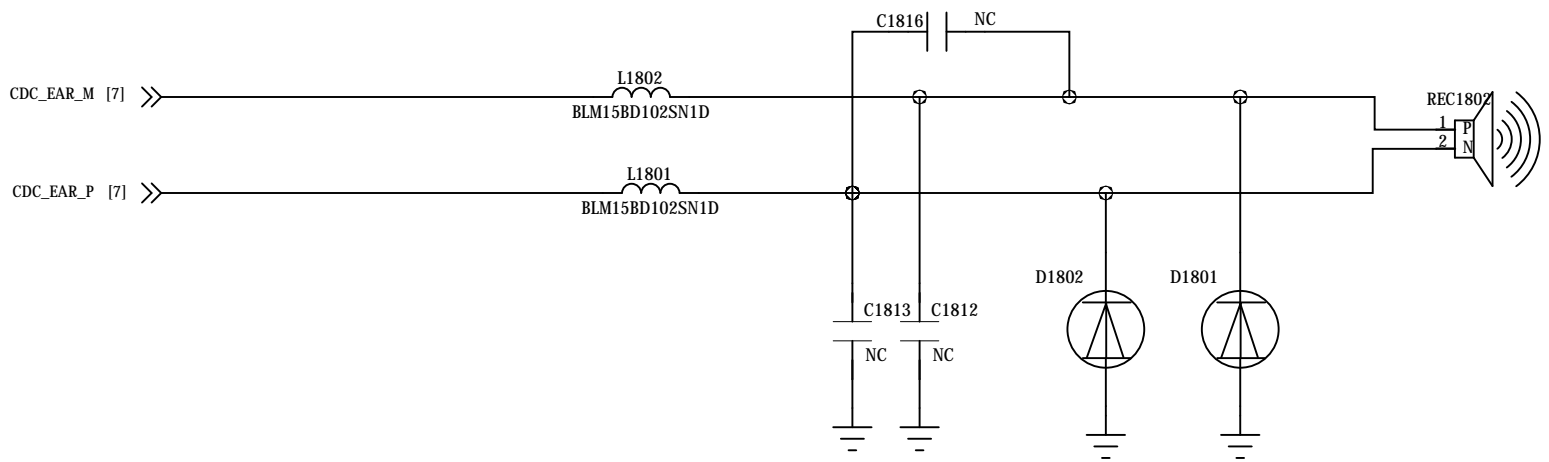 C1816 NC
L1802
CDC_EAR_M [7]
BLM15BD102SN1D
REC1802
1 P
2 N
L1801
CDC_EAR_P [7]
BLM15BD102SN1D
D1802 D1801
C1813 C1812
NC NC